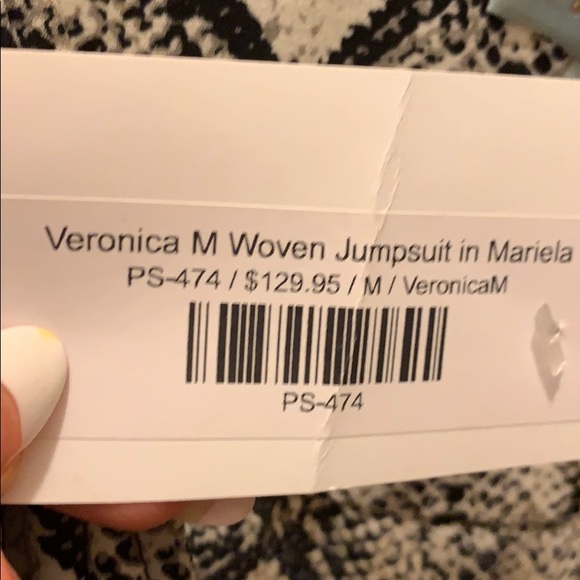 Veronica M Woven Jumpsuit in Mariela
PS-474 / $129.95 / M / VeronicaM
PS-474